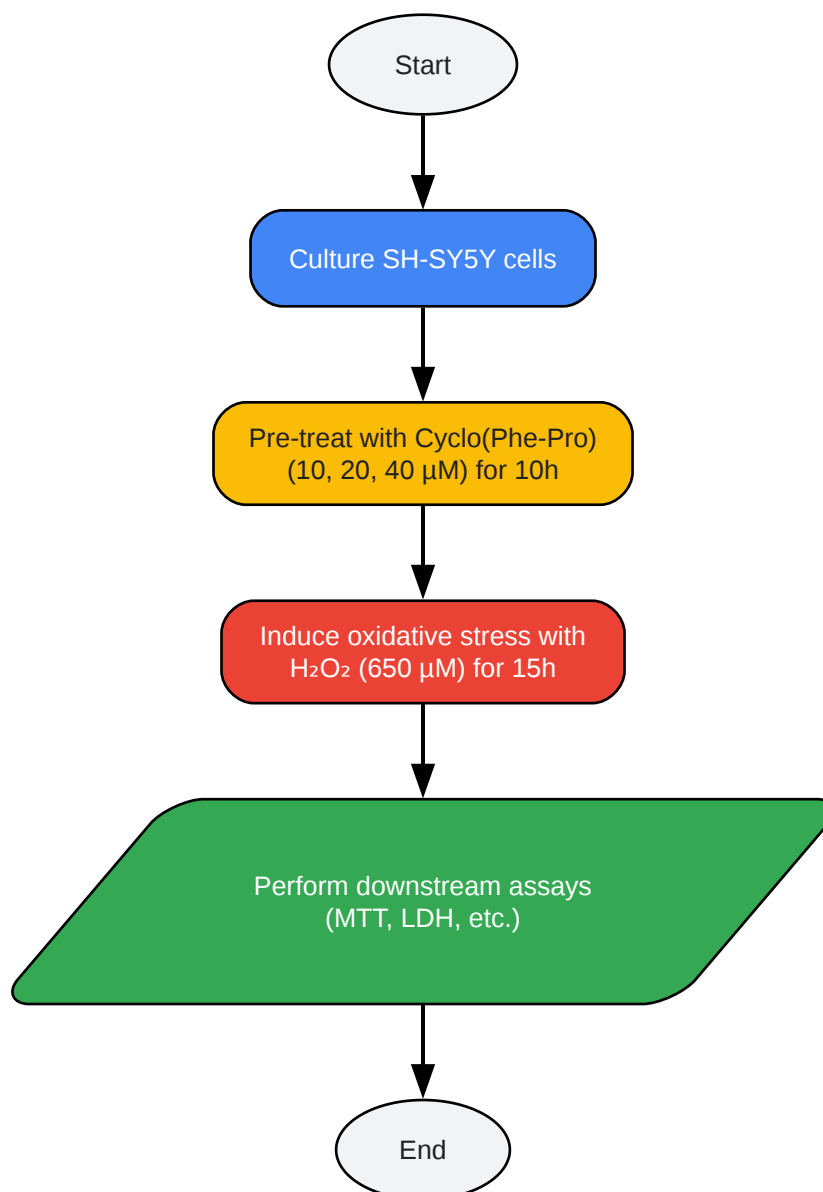 Start
Culture SH-SY5Y cells
Pre-treat with Cyclo(Phe-Pro)
(10, 20, 40 µM) for 10h
Induce oxidative stress with
H₂O₂ (650 µM) for 15h
Perform downstream assays
(MTT, LDH, etc.)
End